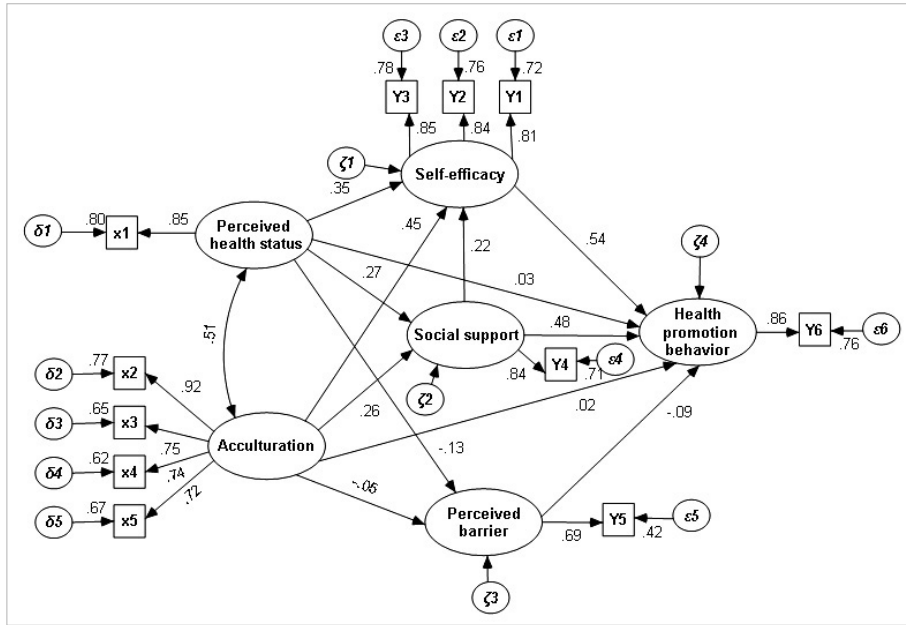 ε3 ε2 ε1
.78 .76 .72
Y3 Y2 Y1
.85 .84 .81
ζ1
Self-efficacy
.35
.80 .85
δ1 x1
Perceived
health status
.45
.22
.54
ζ4
.27
.03
-.51
Social support
.48
Health
promotion
behavior
.86
Y6
ε6
.76
δ2 .77 x2
.92
.84 Y4 .71 ε4
ζ2
δ3 .65 x3
.75
Acculturation
.26
.02
-.09
δ4 .62 x4
.74
-.13
δ5 .67 x5
.72
-.05
Perceived
barrier
.69
Y5
.42
ε5
ζ3